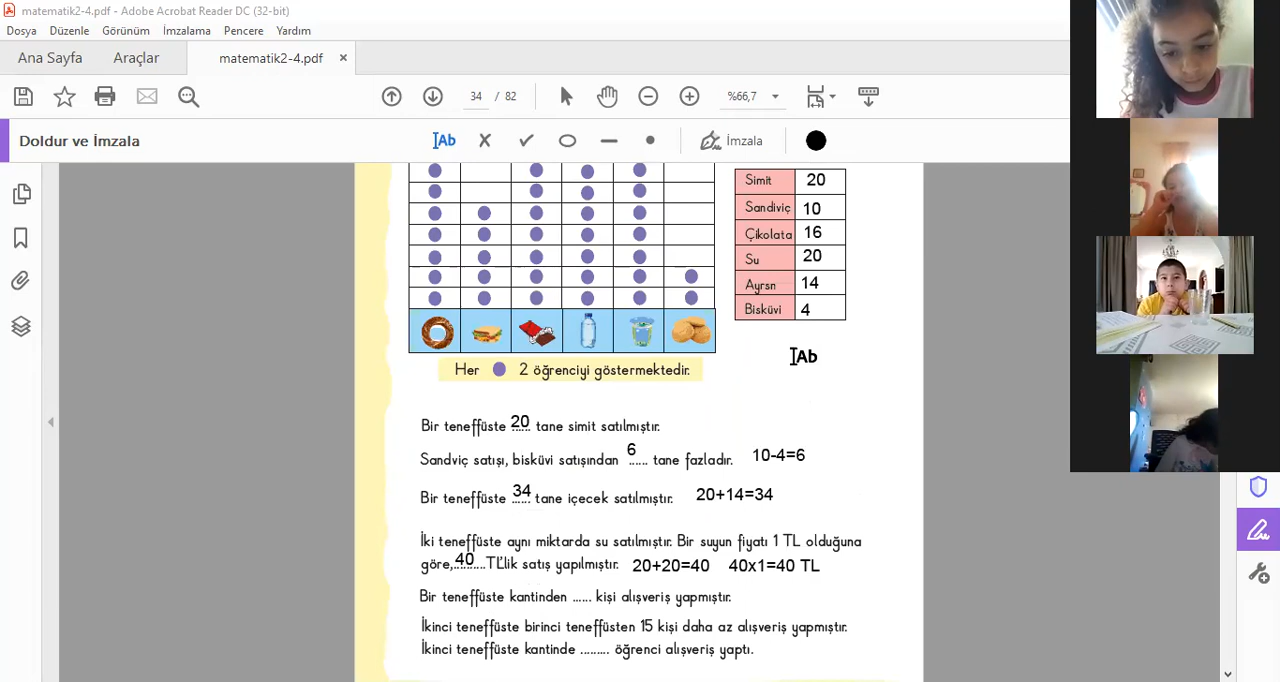 matematik2-4.pdf - Adobe Acrobat Reader DC (32-bit)
Dosya Düzenle Görünüm İmzalama Pencere Yardım
Ana Sayfa Araçlar matematik2-4.pdf ×
34 / 82 %66,7
Doldur ve İmzala
Ab İmzala
Simit 20
Sandiviç 10
Çikolata 16
Su 20
Ayran 14
Bisküvi 4
Ab
Her 2 öğrenciyi göstermektedir.
Bir teneffüste 20 tane simit satılmıştır.
Sandviç satışı, bisküvi satışından 6 ...... tane fazladır. 10-4=6
Bir teneffüste 34 ...... tane içecek satılmıştır. 20+14=34
İki teneffüste aynı miktarda su satılmıştır. Bir suyun fiyatı 1 TL olduğuna
göre,40..........TL'lik satış yapılmıştır. 20+20=40 40x1=40 TL
Bir teneffüste kantinden ...... kişi alışveriş yapmıştır.
İkinci teneffüste birinci teneffüsten 15 kişi daha az alışveriş yapmıştır.
İkinci teneffüste kantinde ......... öğrenci alışveriş yaptı.